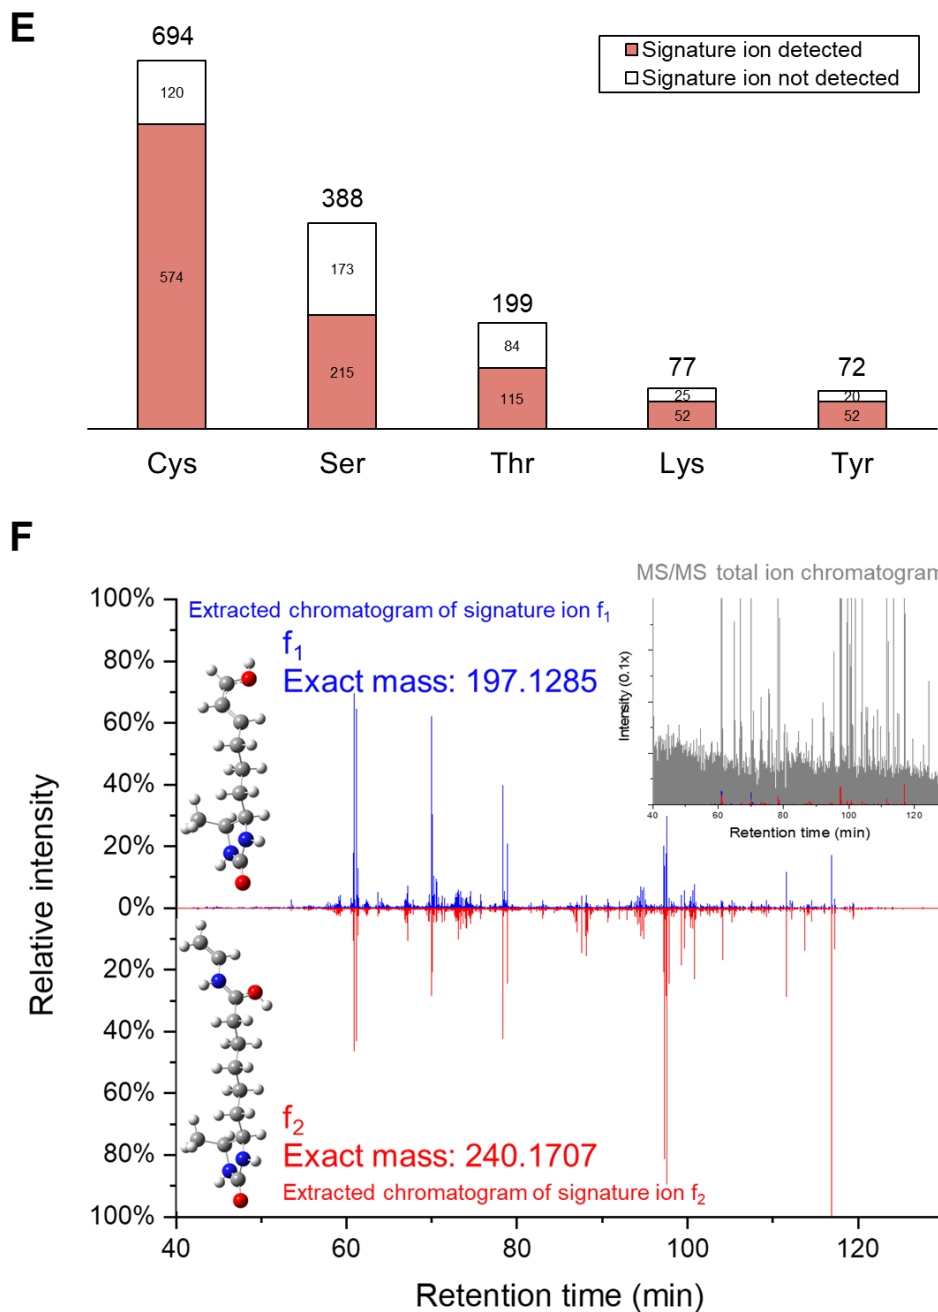 E
694
Signature ion detected
Signature ion not detected
120
574
388
173
215
199
84
115
77
25
52
72
20
52
Cys Ser Thr Lys Tyr
F
MS/MS total ion chromatogram
Extracted chromatogram of signature ion f1
f1
Exact mass: 197.1285
Intensity (0.1x)
40 60 80 100 120
Retention time (min)
100%
80%
60%
40%
20%
0%
20%
40%
60%
80%
100%
Relative intensity
f2
Exact mass: 240.1707
Extracted chromatogram of signature ion f2
40 60 80 100 120
Retention time (min)